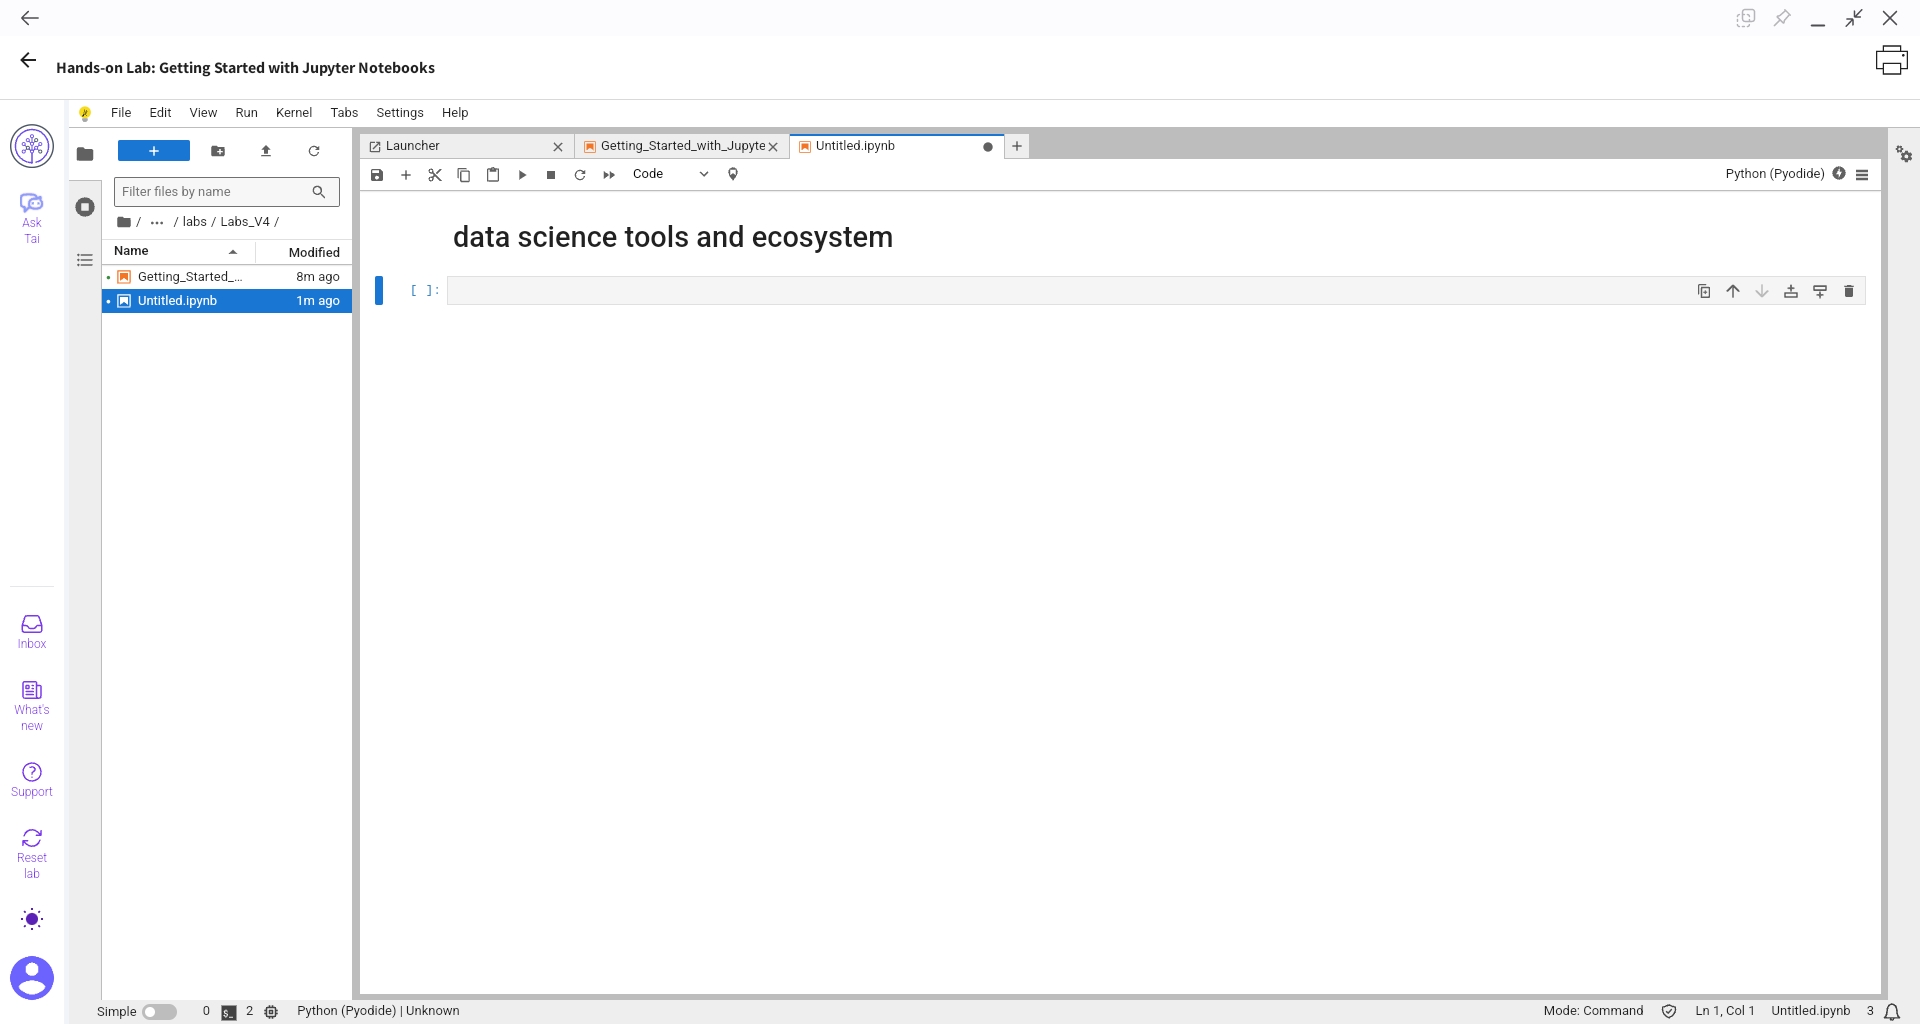 Hands-on Lab: Getting Started with Jupyter Notebooks
File Edit View Run Kernel Tabs Settings Help
Launcher
Getting_Started_with_Jupyte
Untitled.ipynb
Code
Python (Pyodide)
Filter files by name
/ ... / labs / Labs_V4 /
Name Modified
Getting_Started_... 8m ago
Untitled.ipynb 1m ago
data science tools and ecosystem
[ ]:
Ask
Tai
Inbox
What's
new
Support
Reset
lab
Simple 0 $_ 2 Python (Pyodide) | Unknown Mode: Command Ln 1, Col 1 Untitled.ipynb 3